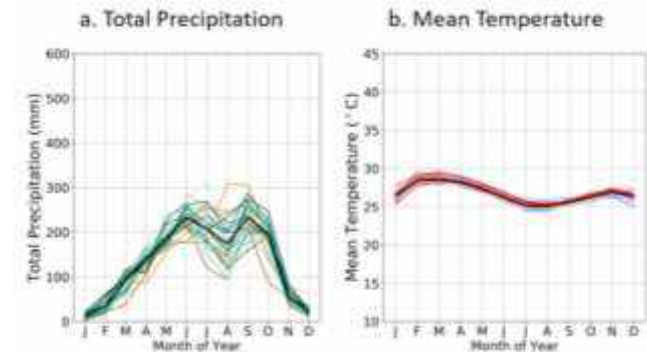 a. Total Precipitation
600
500
400
300
200
100
0
Total Precipitation (mm)
J F M A M J J A S O N D
Month of Year
b. Mean Temperature
45
40
35
30
25
20
15
10
Mean Temperature (°C)
J F M A M J J A S O N D
Month of Year